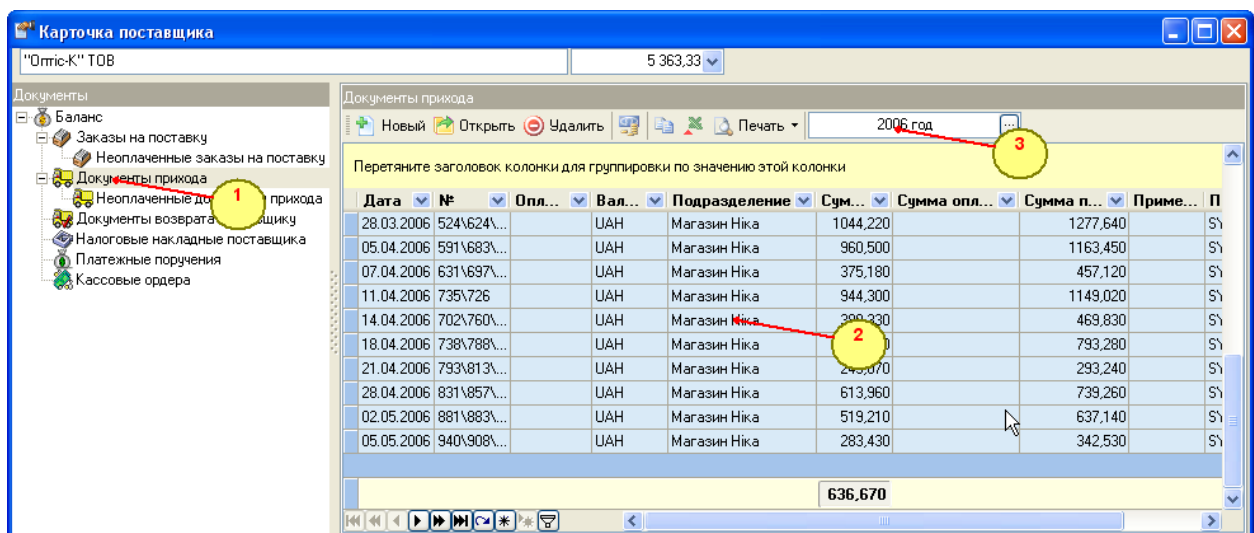 Карточка поставщика
"Оптіс-К" ТОВ 5 363,33
Документы
Баланс
Заказы на поставку
Неоплаченные заказы на поставку
Документы прихода
1
Неоплаченные до прихода
Документы возврата щику
Налоговые накладные поставщика
Платежные поручения
Кассовые ордера
Документы прихода
Новый Открыть Удалить Печать 2006 год ...
3
Перетяните заголовок колонки для группировки по значению этой колонки
Дата № Опл... Вал... Подразделение Сум... Сумма опл... Сумма п... Приме... П
28.03.2006 524\624\... UAH Магазин Ніка 1044,220 1277,640 SY
05.04.2006 591\683\... UAH Магазин Ніка 960,500 1163,450 SY
07.04.2006 631\697\... UAH Магазин Ніка 375,180 457,120 SY
11.04.2006 735\726 UAH Магазин Ніка 944,300 1149,020 SY
14.04.2006 702\760\... UAH Магазин Ніка 469,830 SY
2
18.04.2006 738\788\... UAH Магазин Ніка 793,280 SY
21.04.2006 793\813\... UAH Магазин Ніка 293,240 SY
28.04.2006 831\857\... UAH Магазин Ніка 613,960 739,260 SY
02.05.2006 881\883\... UAH Магазин Ніка 519,210 637,140 SY
05.05.2006 940\908\... UAH Магазин Ніка 283,430 342,530 SY
636,670